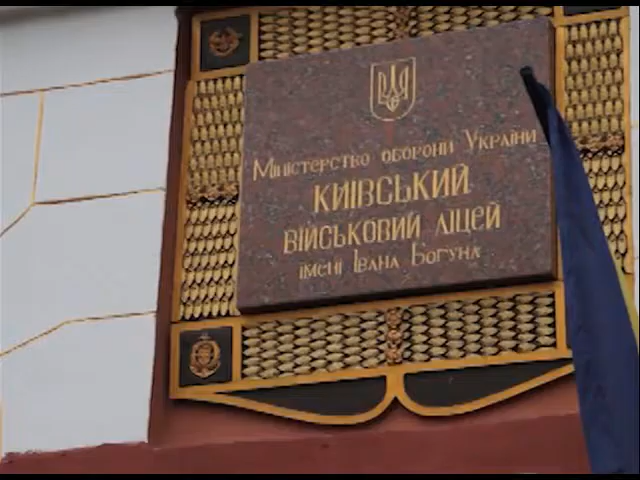 Міністерство оборони України
КИЇВСЬКИЙ
ВІЙСЬКОВИЙ ЛІЦЕЙ
імені Івана Богуна